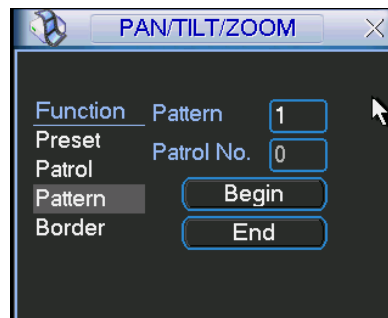 PAN/TILT/ZOOM
Function
Preset
Patrol
Pattern
Border
Pattern 1
Patrol No. 0
Begin
End